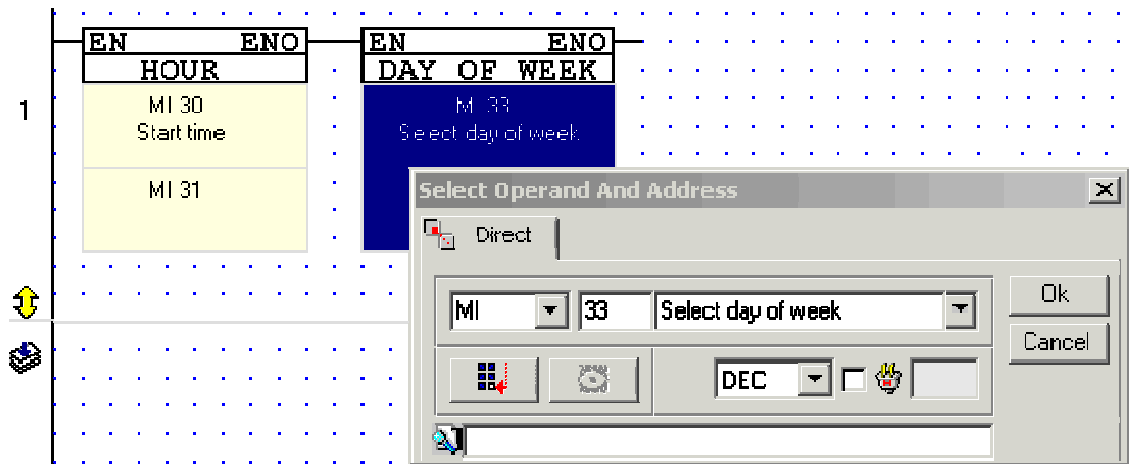 EN ENO EN ENO
HOUR DAY OF WEEK
1
MI 30
Start time
MI 31
MI 33
Select day of week
Select Operand And Address
Direct
MI 33 Select day of week
Ok
Cancel
DEC